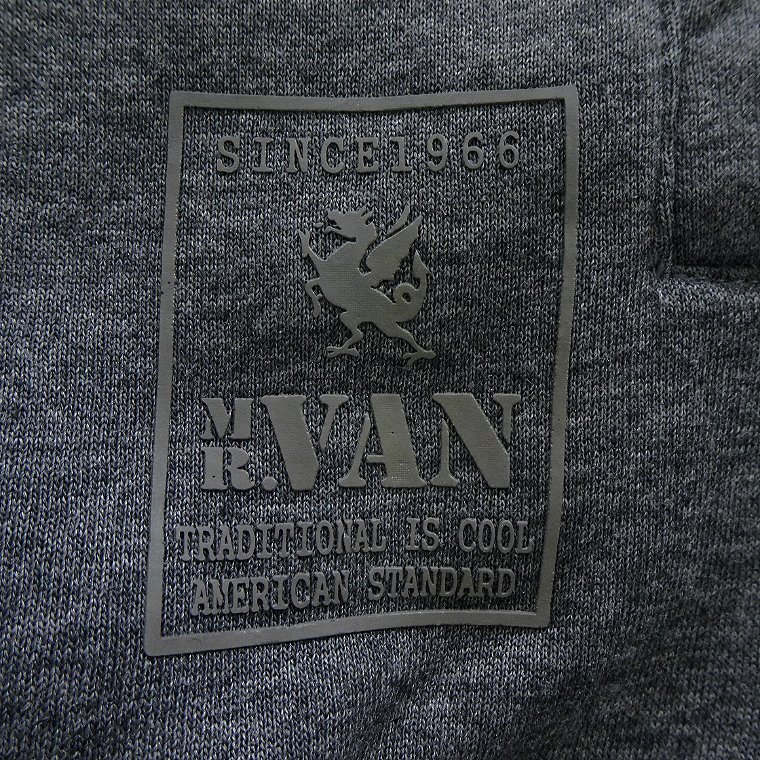 SINCE1966
MR.VAN
TRADITIONAL IS COOL
AMERICAN STANDARD